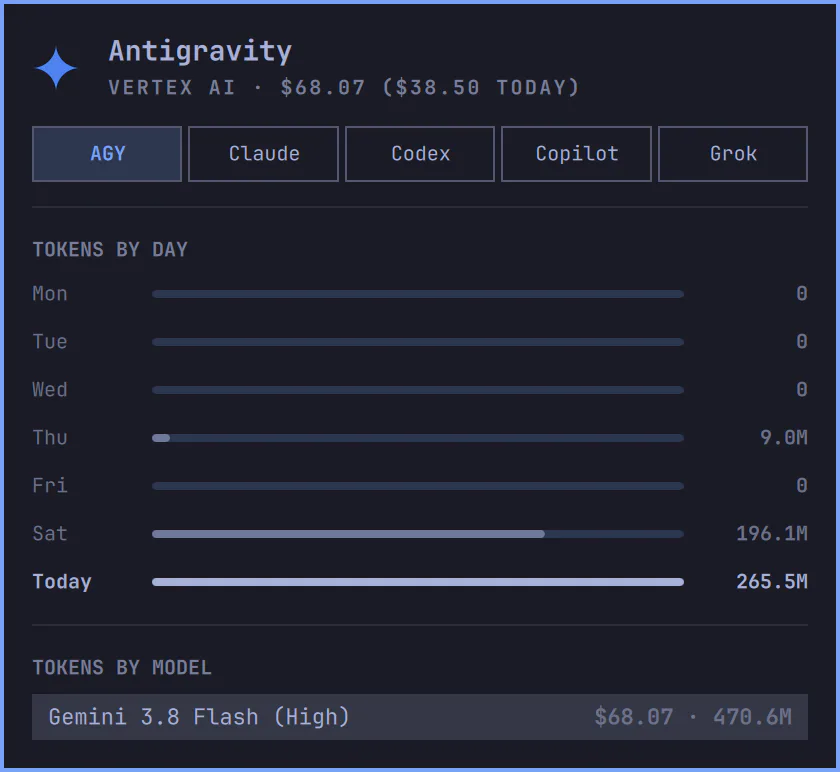 Antigravity
VERTEX AI · $68.07 ($38.50 TODAY)
AGY Claude Codex Copilot Grok
TOKENS BY DAY
Mon 0
Tue 0
Wed 0
Thu 9.0M
Fri 0
Sat 196.1M
Today 265.5M
TOKENS BY MODEL
Gemini 3.8 Flash (High) $68.07 · 470.6M